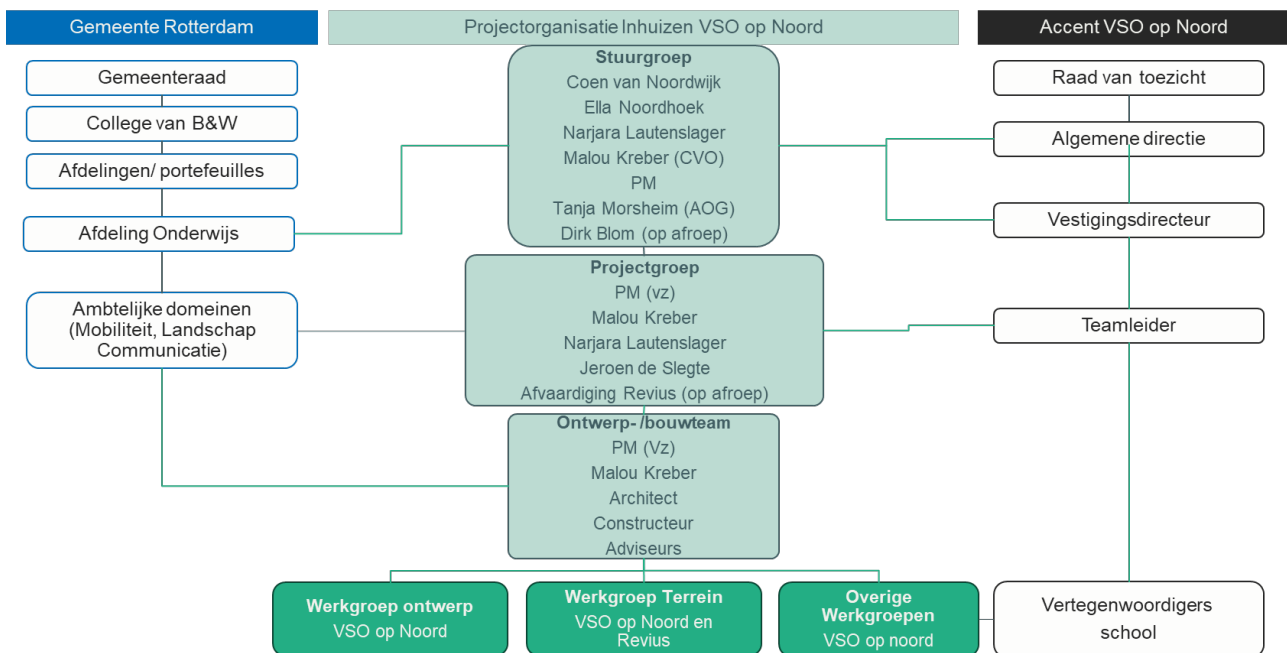 Gemeente Rotterdam
Projectorganisatie Inhuizen VSO op Noord
Accent VSO op Noord
Gemeenteraad
College van B&W
Afdelingen/ portefeuilles
Afdeling Onderwijs
Ambtelijke domeinen
(Mobiliteit, Landschap
Communicatie)
Stuurgroep
Coen van Noordwijk
Ella Noordhoek
Narjara Lautenslager
Malou Kreber (CVO)
PM
Tanja Morsheim (AOG)
Dirk Blom (op afroep)
Projectgroep
PM (vz)
Malou Kreber
Narjara Lautenslager
Jeroen de Slegte
Afvaardiging Revius (op afroep)
Ontwerp- /bouwteam
PM (Vz)
Malou Kreber
Architect
Constructeur
Adviseurs
Werkgroep ontwerp
VSO op Noord
Werkgroep Terrein
VSO op Noord en
Revius
Overige
Werkgroepen
VSO op noord
Raad van toezicht
Algemene directie
Vestigingsdirecteur
Teamleider
Vertegenwoordigers
school